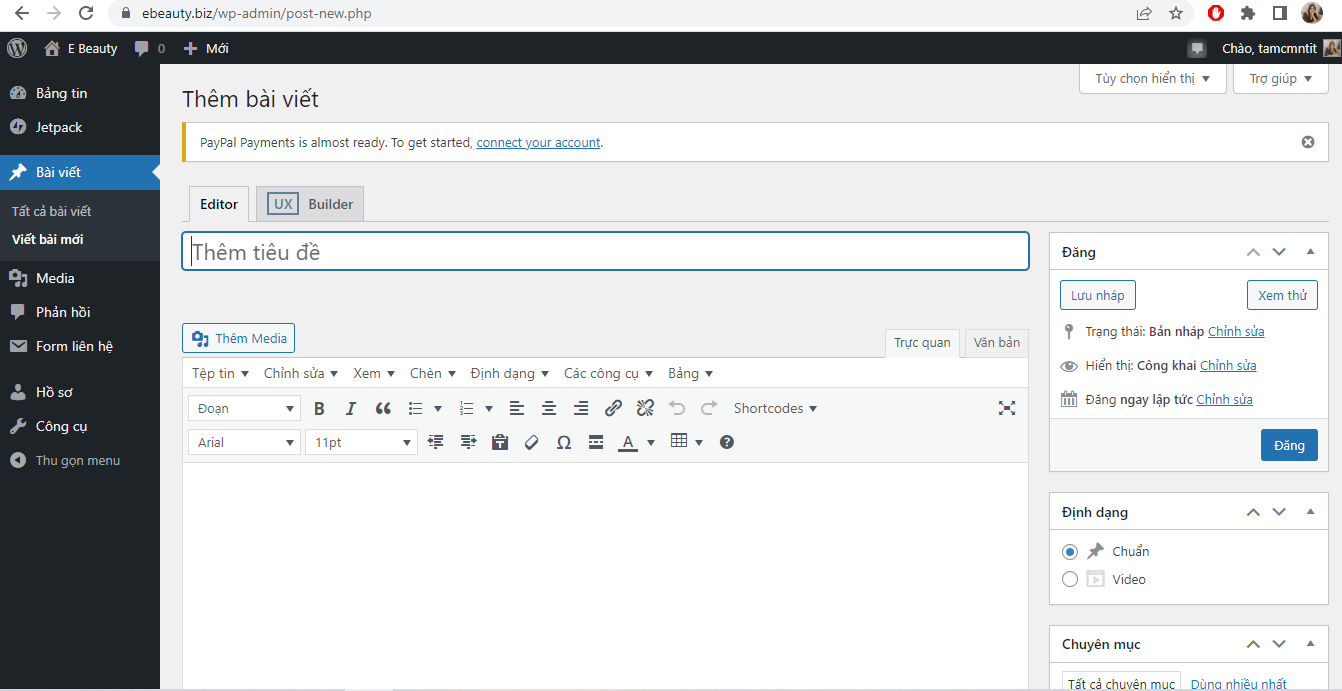 ebeauty.biz/wp-admin/post-new.php
E Beauty 0 Mới Chào, tamcmntit
Bảng tin
Jetpack
Bài viết
Tất cả bài viết
Viết bài mới
Media
Phản hồi
Form liên hệ
Hồ sơ
Công cụ
Thu gọn menu
Tùy chọn hiển thị Trợ giúp
Thêm bài viết
PayPal Payments is almost ready. To get started, connect your account.
Editor UX Builder
Thêm tiêu đề
Thêm Media Trực quan Văn bản
Tệp tin Chỉnh sửa Xem Chèn Định dạng Các công cụ Bảng
Đoạn B I Shortcodes
Arial 11pt Ω A
Đăng
Lưu nháp Xem thử
Trạng thái: Bản nháp Chỉnh sửa
Hiển thị: Công khai Chỉnh sửa
Đăng ngay lập tức Chỉnh sửa
Đăng
Định dạng
Chuẩn
Video
Chuyên mục
Tất cả chuyên mục Dùng nhiều nhất